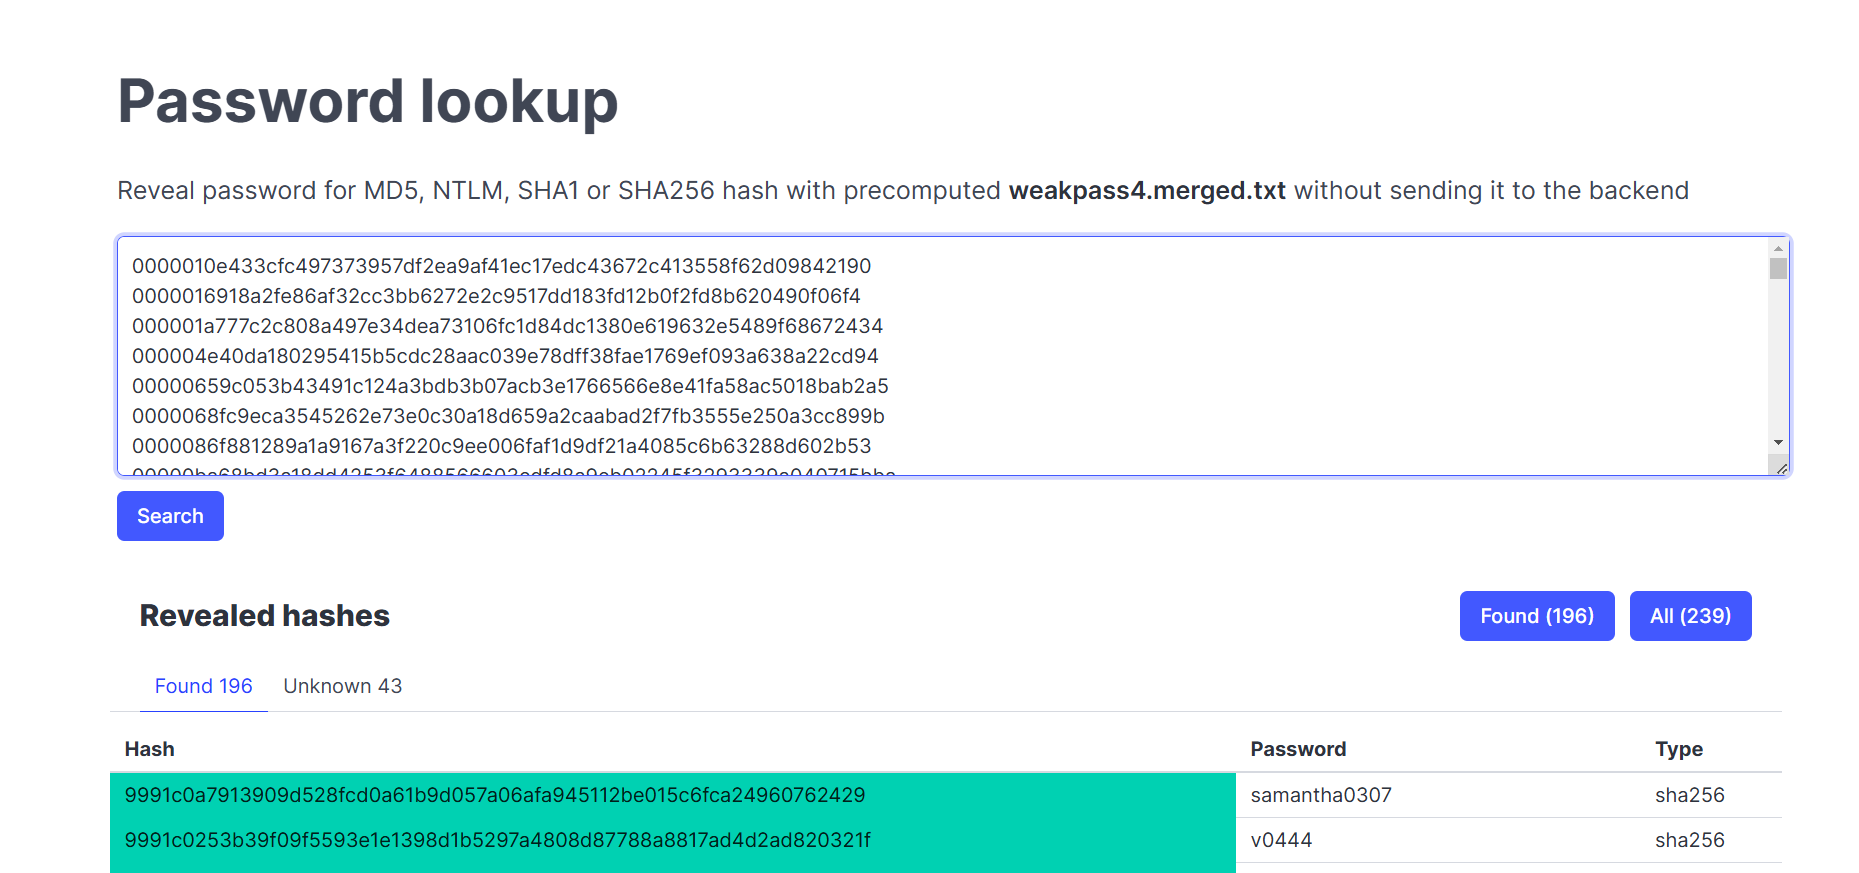 Password lookup
Reveal password for MD5, NTLM, SHA1 or SHA256 hash with precomputed weakpass4.merged.txt without sending it to the backend
0000010e433cfc497373957df2ea9af41ec17edc43672c413558f62d09842190
0000016918a2fe86af32cc3bb6272e2c9517dd183fd12b0f2fd8b620490f06f4
000001a777c2c808a497e34dea73106fc1d84dc1380e619632e5489f68672434
000004e40da180295415b5cdc28aac039e78dff38fae1769ef093a638a22cd94
00000659c053b43491c124a3bdb3b07acb3e1766566e8e41fa58ac5018bab2a5
0000068fc9eca3545262e73e0c30a18d659a2caabad2f7fb3555e250a3cc899b
0000086f881289a1a9167a3f220c9ee006faf1d9df21a4085c6b63288d602b53
Search
Revealed hashes
Found (196) All (239)
Found 196 Unknown 43
Hash Password Type
9991c0a7913909d528fcd0a61b9d057a06afa945112be015c6fca24960762429 samantha0307 sha256
9991c0253b39f09f5593e1e1398d1b5297a4808d87788a8817ad4d2ad820321f v0444 sha256